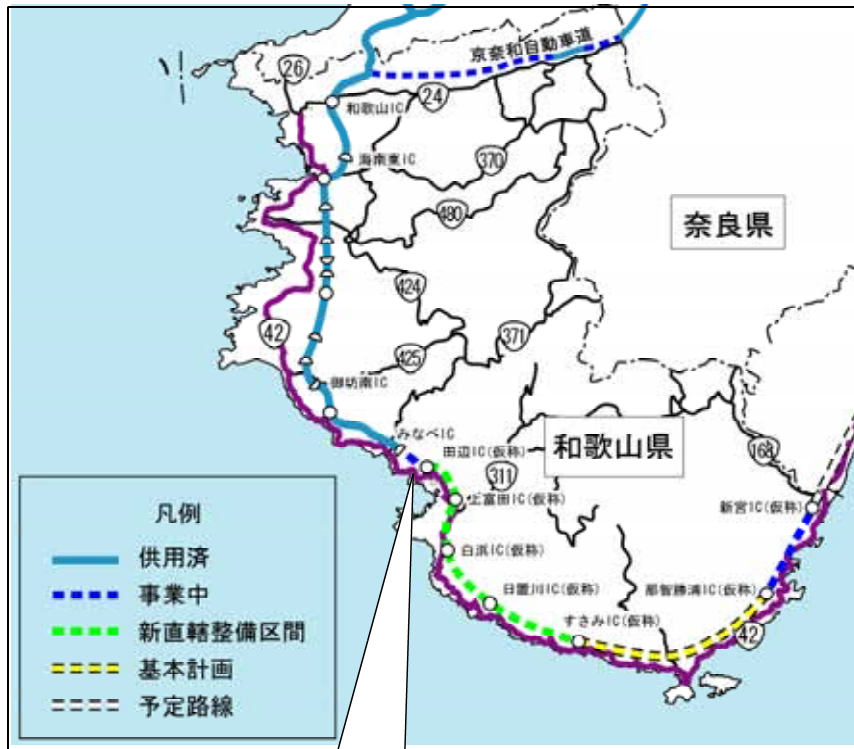 京奈和自動車道
26
24
和歌山IC
海南東IC
370
480
奈良県
424
42
371
425
御坊南IC
みなべIC
田辺IC(仮称)
和歌山県
168
311
上富田IC(仮称)
新宮IC(仮称)
白浜IC(仮称)
日置川IC(仮称)
那智勝浦IC(仮称)
すさみIC(仮称)
42
凡例
供用済
事業中
新直轄整備区間
基本計画
予定路線